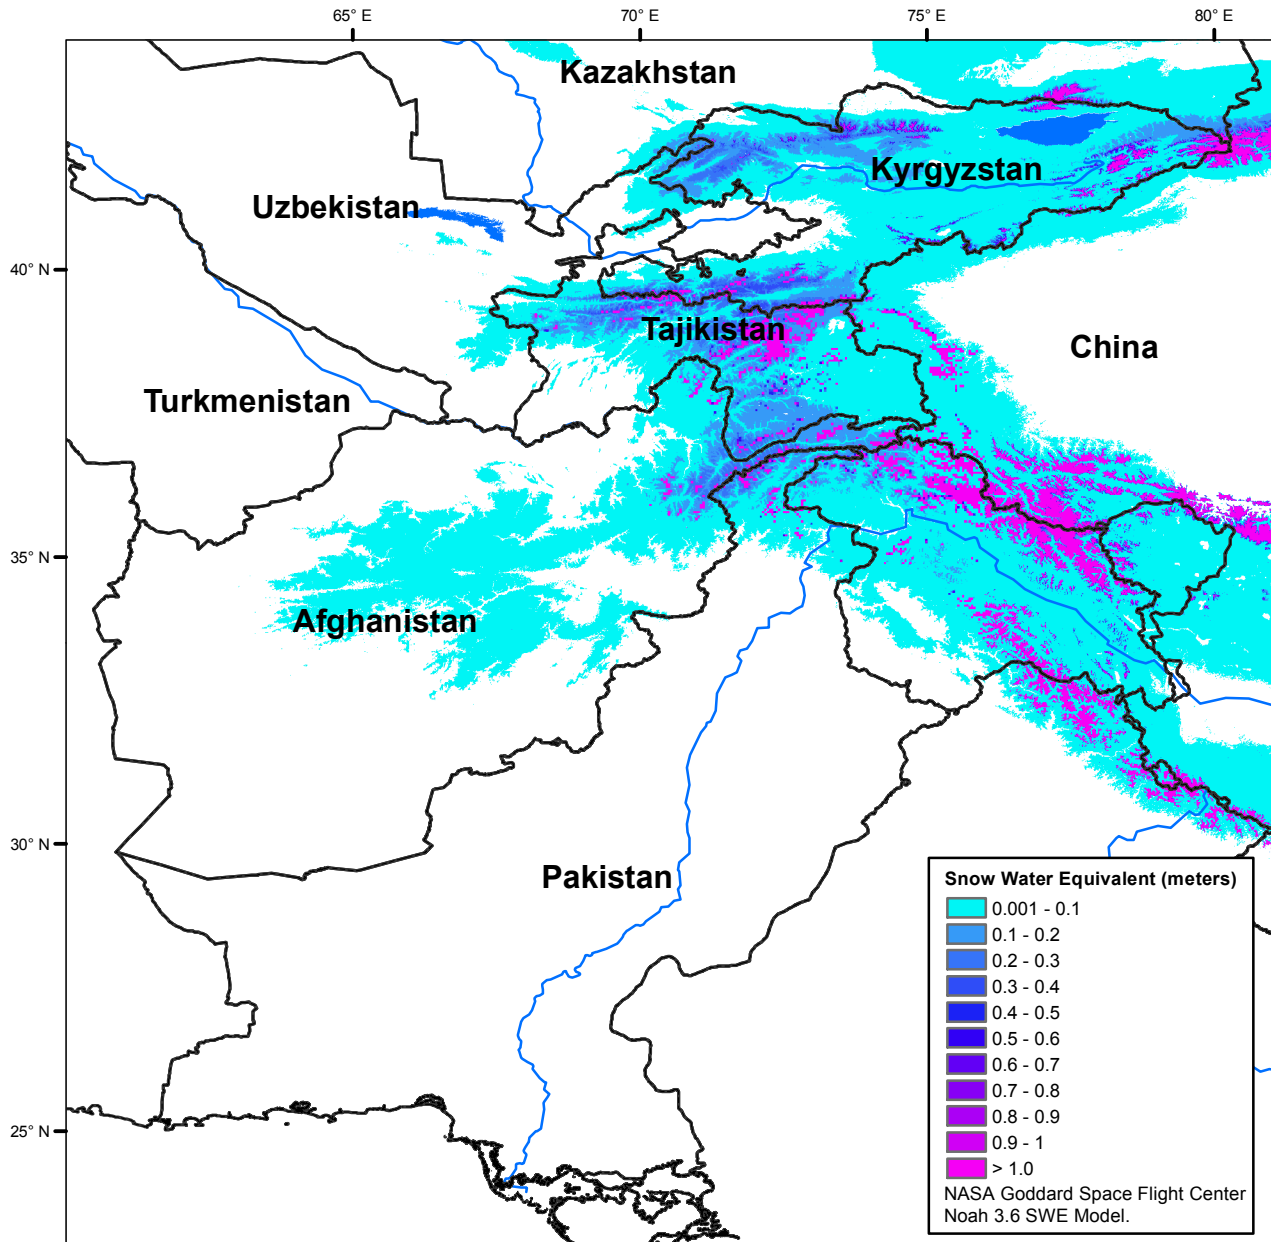 65° E
70° E
75° E
80° E
Kazakhstan
Kyrgyzstan
Uzbekistan
40° N
Tajikistan
China
Turkmenistan
35° N
Afghanistan
30° N
Pakistan
25° N
Snow Water Equivalent (meters)
0.001 - 0.1
0.1 - 0.2
0.2 - 0.3
0.3 - 0.4
0.4 - 0.5
0.5 - 0.6
0.6 - 0.7
0.7 - 0.8
0.8 - 0.9
0.9 - 1
> 1.0
NASA Goddard Space Flight Center
Noah 3.6 SWE Model.